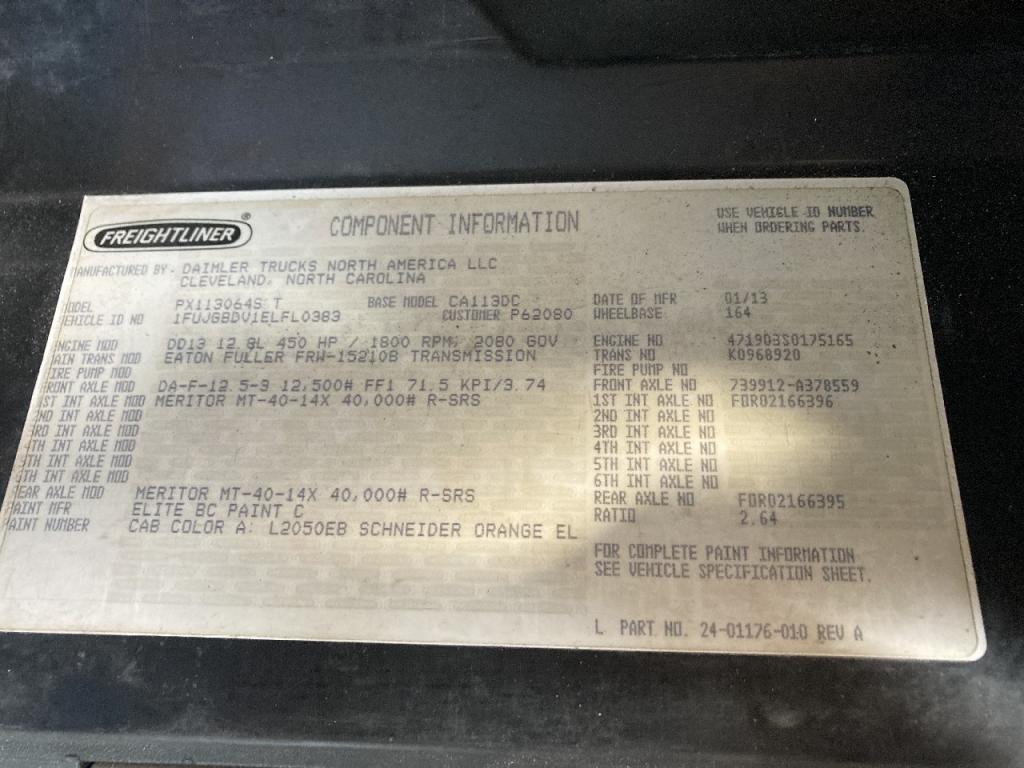 FREIGHTLINER ®
COMPONENT INFORMATION
USE VEHICLE ID NUMBER
WHEN ORDERING PARTS.
MANUFACTURED BY- DAIMLER TRUCKS NORTH AMERICA LLC
CLEVELAND, NORTH CAROLINA
ODEL PX113064S T BASE MODEL CA113DC DATE OF MFR 01/13
EHICLE ID NO 1FUJGBDV1ELFL0383 CUSTOMER P62080 WHEELBASE 164
NGINE MOD DD13 12.8L 450 HP / 1800 RPM, 2080 GOV ENGINE NO 471903S0175165
AIN TRANS MOD EATON FULLER FRW-15210B TRANSMISSION TRANS NO K0968920
IRE PUMP MOD FIRE PUMP NO
RONT AXLE MOD DA-F-12.5-3 12,500# FF1 71.5 KPI/3.74 FRONT AXLE NO 739912-A378559
1ST INT AXLE MOD MERITOR MT-40-14X 40,000# R-SRS 1ST INT AXLE NO FOR02166396
2ND INT AXLE MOD 2ND INT AXLE NO
3RD INT AXLE MOD 3RD INT AXLE NO
4TH INT AXLE MOD 4TH INT AXLE NO
5TH INT AXLE MOD 5TH INT AXLE NO
6TH INT AXLE MOD 6TH INT AXLE NO
EAR AXLE MOD MERITOR MT-40-14X 40,000# R-SRS REAR AXLE NO FOR02166395
AINT MFR ELITE BC PAINT C RATIO 2.64
AINT NUMBER CAB COLOR A: L2050EB SCHNEIDER ORANGE EL
FOR COMPLETE PAINT INFORMATION
SEE VEHICLE SPECIFICATION SHEET.
L PART NO. 24-01176-010 REV A